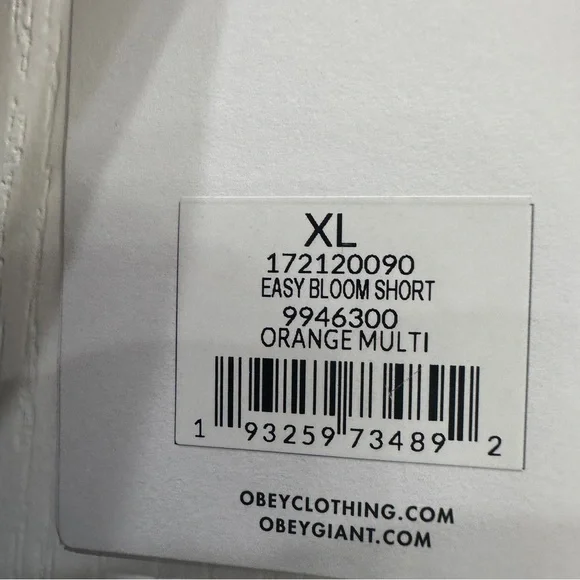 XL
172120090
EASY BLOOM SHORT
9946300
ORANGE MULTI
1 93259 73489 2
OBEYCLOTHING.COM
OBEYGIANT.COM